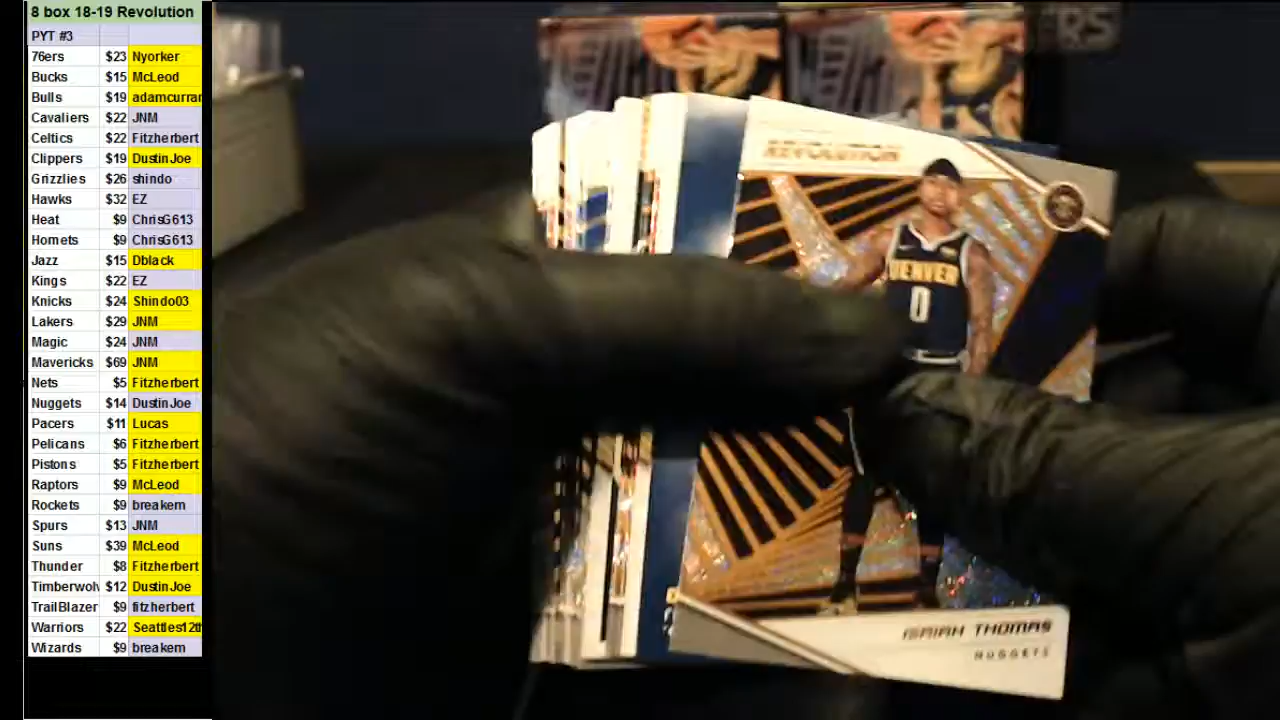 8 box 18-19 Revolution
PYT #3
76ers $23 Nyorker
Bucks $15 McLeod
Bulls $19 adamcurran
Cavaliers $22 JNM
Celtics $22 Fitzherbert
Clippers $19 DustinJoe
Grizzlies $26 shindo
Hawks $32 EZ
Heat $9 ChrisG613
Hornets $9 ChrisG613
Jazz $15 Dblack
Kings $22 EZ
Knicks $24 Shindo03
Lakers $29 JNM
Magic $24 JNM
Mavericks $69 JNM
Nets $5 Fitzherbert
Nuggets $14 DustinJoe
Pacers $11 Lucas
Pelicans $6 Fitzherbert
Pistons $5 Fitzherbert
Raptors $9 McLeod
Rockets $9 breakem
Spurs $13 JNM
Suns $39 McLeod
Thunder $8 Fitzherbert
Timberwolv $12 DustinJoe
TrailBlazer $9 fitzherbert
Warriors $22 Seattles12th
Wizards $9 breakem
ERS
REVOLUTION
DENVER
0
ISAIAH THOMAS
NUGGETS